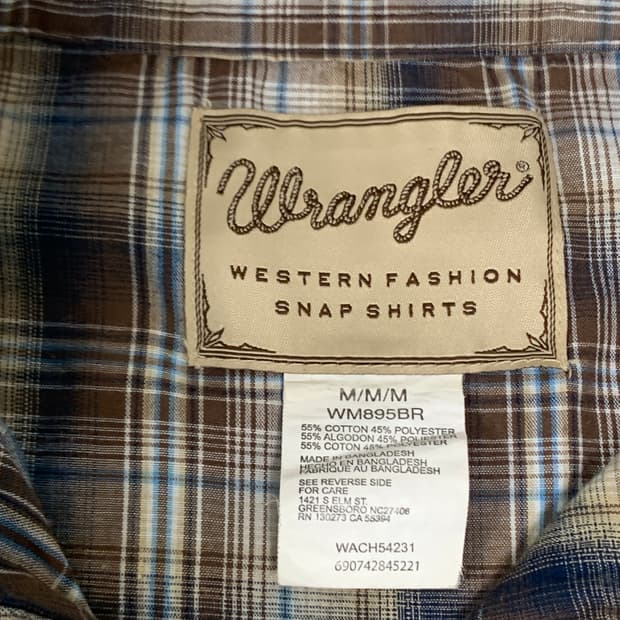 Wrangler®
WESTERN FASHION
SNAP SHIRTS
M/M/M
WM895BR
55% COTTON 45% POLYESTER
55% ALGODON 45% POLIESTER
55% COTON 45% POLYESTER
MADE IN BANGLADESH
HECHO EN BANGLADESH
FABRIQUE AU BANGLADESH
SEE REVERSE SIDE
FOR CARE
1421 S ELM ST.
GREENSBORO NC27406
RN 130273 CA 55394
WACH54231
690742845221